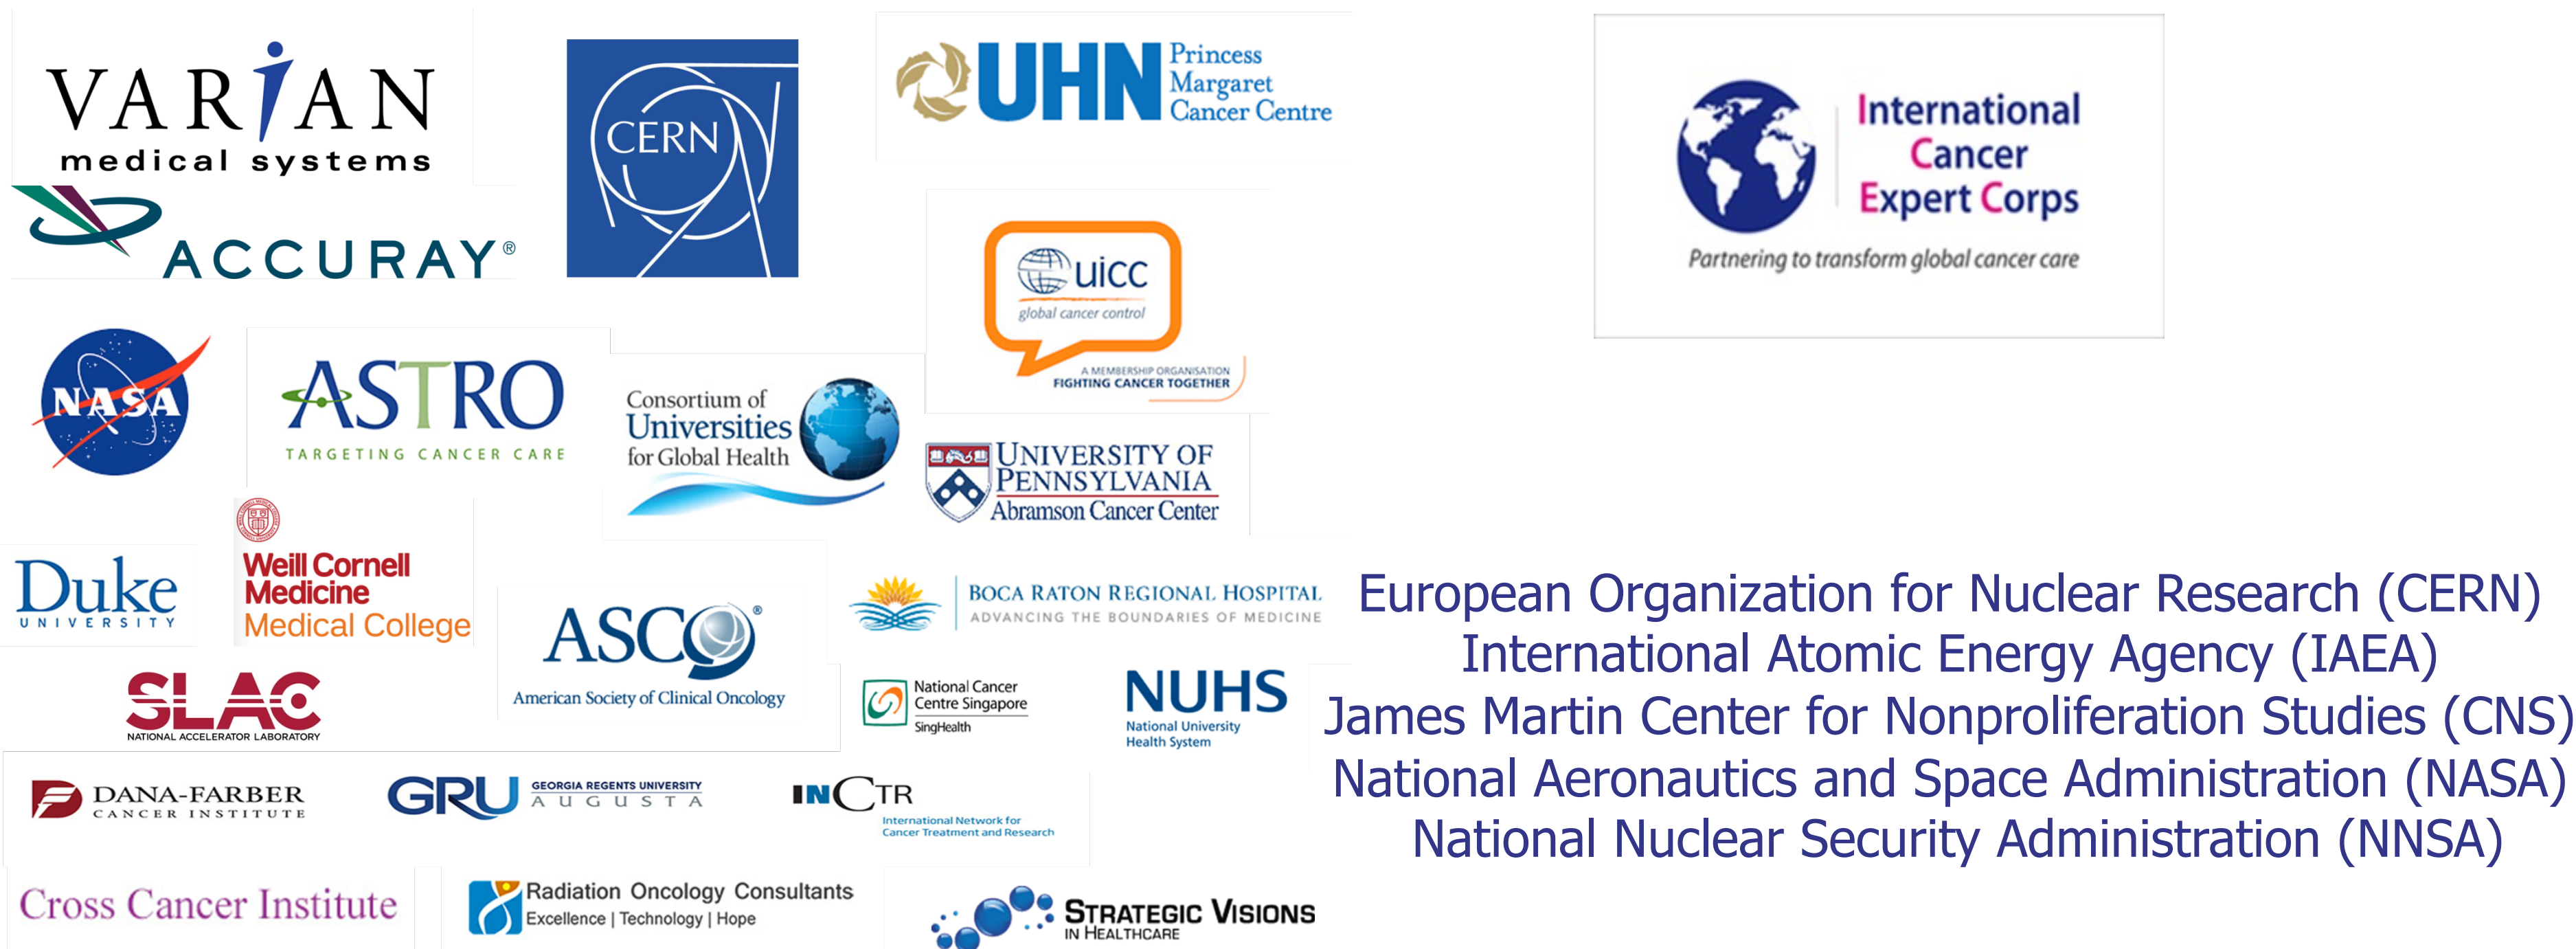 VARIAN
medical systems
ACCURAY®
CERN
UHN
Princess
Margaret
Cancer Centre
International
Cancer
Expert Corps
Partnering to transform global cancer care
uicc
global cancer control
A MEMBERSHIP ORGANISATION
FIGHTING CANCER TOGETHER
NASA
ASTRO
TARGETING CANCER CARE
Consortium of
Universities
for Global Health
UNIVERSITY OF
PENNSYLVANIA
Abramson Cancer Center
Duke
UNIVERSITY
Weill Cornell
Medicine
Medical College
ASCO®
American Society of Clinical Oncology
BOCA RATON REGIONAL HOSPITAL
ADVANCING THE BOUNDARIES OF MEDICINE
SLAC
NATIONAL ACCELERATOR LABORATORY
National Cancer
Centre Singapore
SingHealth
NUHS
National University
Health System
European Organization for Nuclear Research (CERN)
International Atomic Energy Agency (IAEA)
James Martin Center for Nonproliferation Studies (CNS)
National Aeronautics and Space Administration (NASA)
National Nuclear Security Administration (NNSA)
DANA-FARBER
CANCER INSTITUTE
GRU
GEORGIA REGENTS UNIVERSITY
AUGUSTA
INCTR
International Network for
Cancer Treatment and Research
Cross Cancer Institute
Radiation Oncology Consultants
Excellence | Technology | Hope
STRATEGIC VISIONS
IN HEALTHCARE